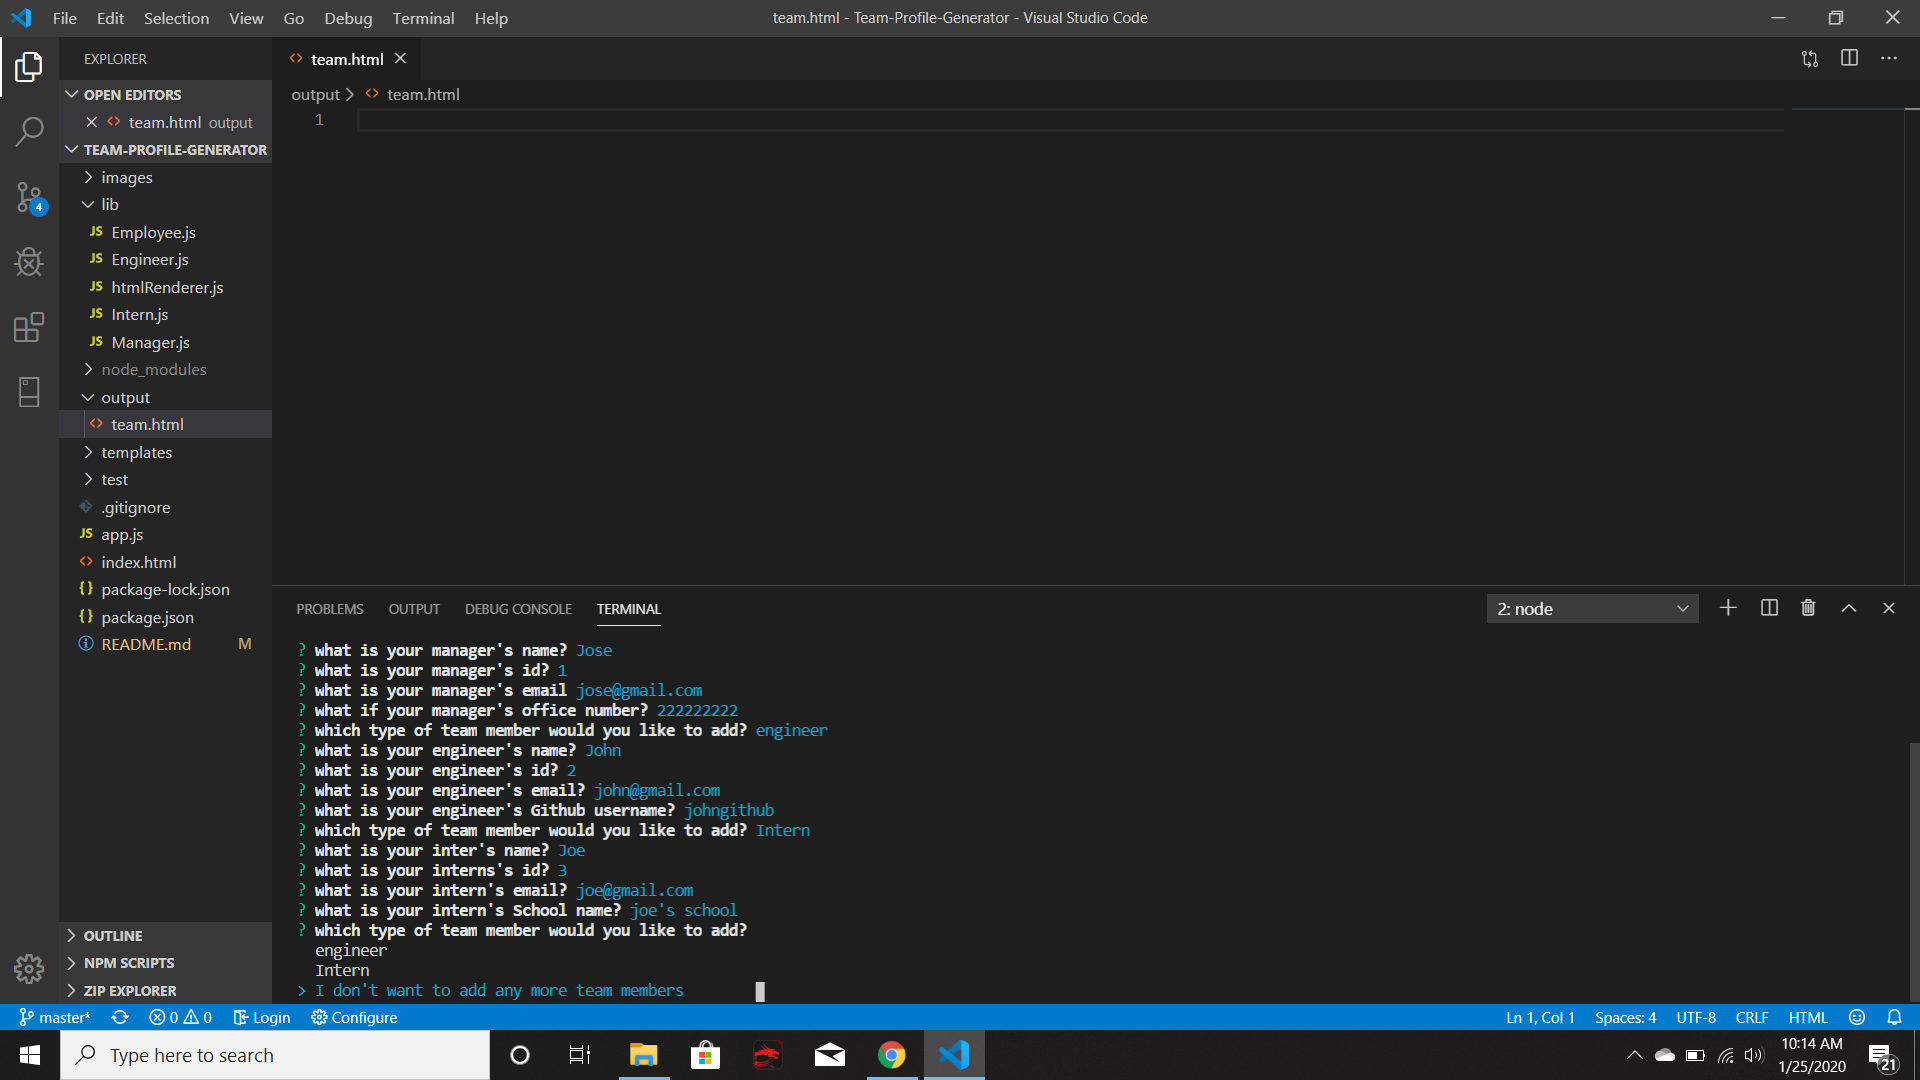 File Edit Selection View Go Debug Terminal Help
team.html - Team-Profile-Generator - Visual Studio Code
EXPLORER
OPEN EDITORS
team.html output
TEAM-PROFILE-GENERATOR
images
lib
JS Employee.js
JS Engineer.js
JS htmlRenderer.js
JS Intern.js
JS Manager.js
node_modules
output
team.html
templates
test
.gitignore
JS app.js
index.html
{} package-lock.json
{} package.json
README.md M
OUTLINE
NPM SCRIPTS
ZIP EXPLORER
4
team.html
output > team.html
1
PROBLEMS OUTPUT DEBUG CONSOLE TERMINAL
2: node
? what is your manager's name? Jose
? what is your manager's id? 1
? what is your manager's email jose@gmail.com
? what if your manager's office number? 222222222
? which type of team member would you like to add? engineer
? what is your engineer's name? John
? what is your engineer's id? 2
? what is your engineer's email? john@gmail.com
? what is your engineer's Github username? johngithub
? which type of team member would you like to add? Intern
? what is your inter's name? Joe
? what is your interns's id? 3
? what is your intern's email? joe@gmail.com
? what is your intern's School name? joe's school
? which type of team member would you like to add?
engineer
Intern
> I don't want to add any more team members
master* 0 0 Login Configure
Ln 1, Col 1 Spaces: 4 UTF-8 CRLF HTML
Type here to search
10:14 AM
1/25/2020
21